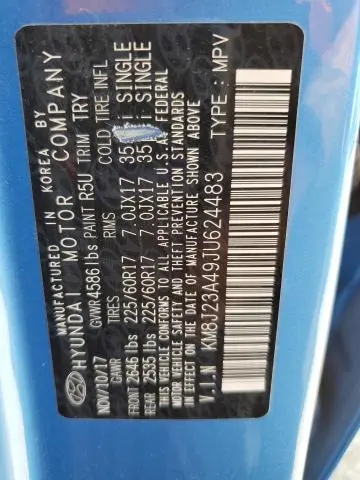 MANUFACTURED IN KOREA BY
HYUNDAI MOTOR COMPANY
NOV/10/17 GVWR 4586lbs PAINT R5U TRIM TRY
GAWR TIRES RIMS COLD TIRE INFL
FRONT 2646 lbs 225/60R17 7.0JX17 35 i SINGLE
REAR 2535 lbs 225/60R17 7.0JX17 35 i SINGLE
THIS VEHICLE CONFORMS TO ALL APPLICABLE U.S.A. FEDERAL
MOTOR VEHICLE SAFETY, BUMPER, AND THEFT PREVENTION STANDARDS
IN EFFECT ON THE DATE OF MANUFACTURE SHOWN ABOVE.
V.I.N KM8J23A49JU624483 TYPE: MPV